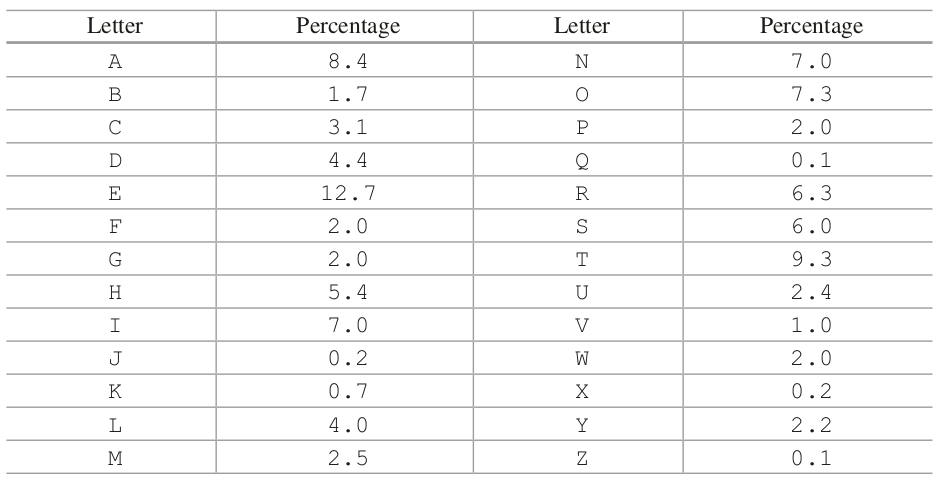 Letter Percentage Letter Percentage
A 8.4 N 7.0
B 1.7 O 7.3
C 3.1 P 2.0
D 4.4 Q 0.1
E 12.7 R 6.3
F 2.0 S 6.0
G 2.0 T 9.3
H 5.4 U 2.4
I 7.0 V 1.0
J 0.2 W 2.0
K 0.7 X 0.2
L 4.0 Y 2.2
M 2.5 Z 0.1